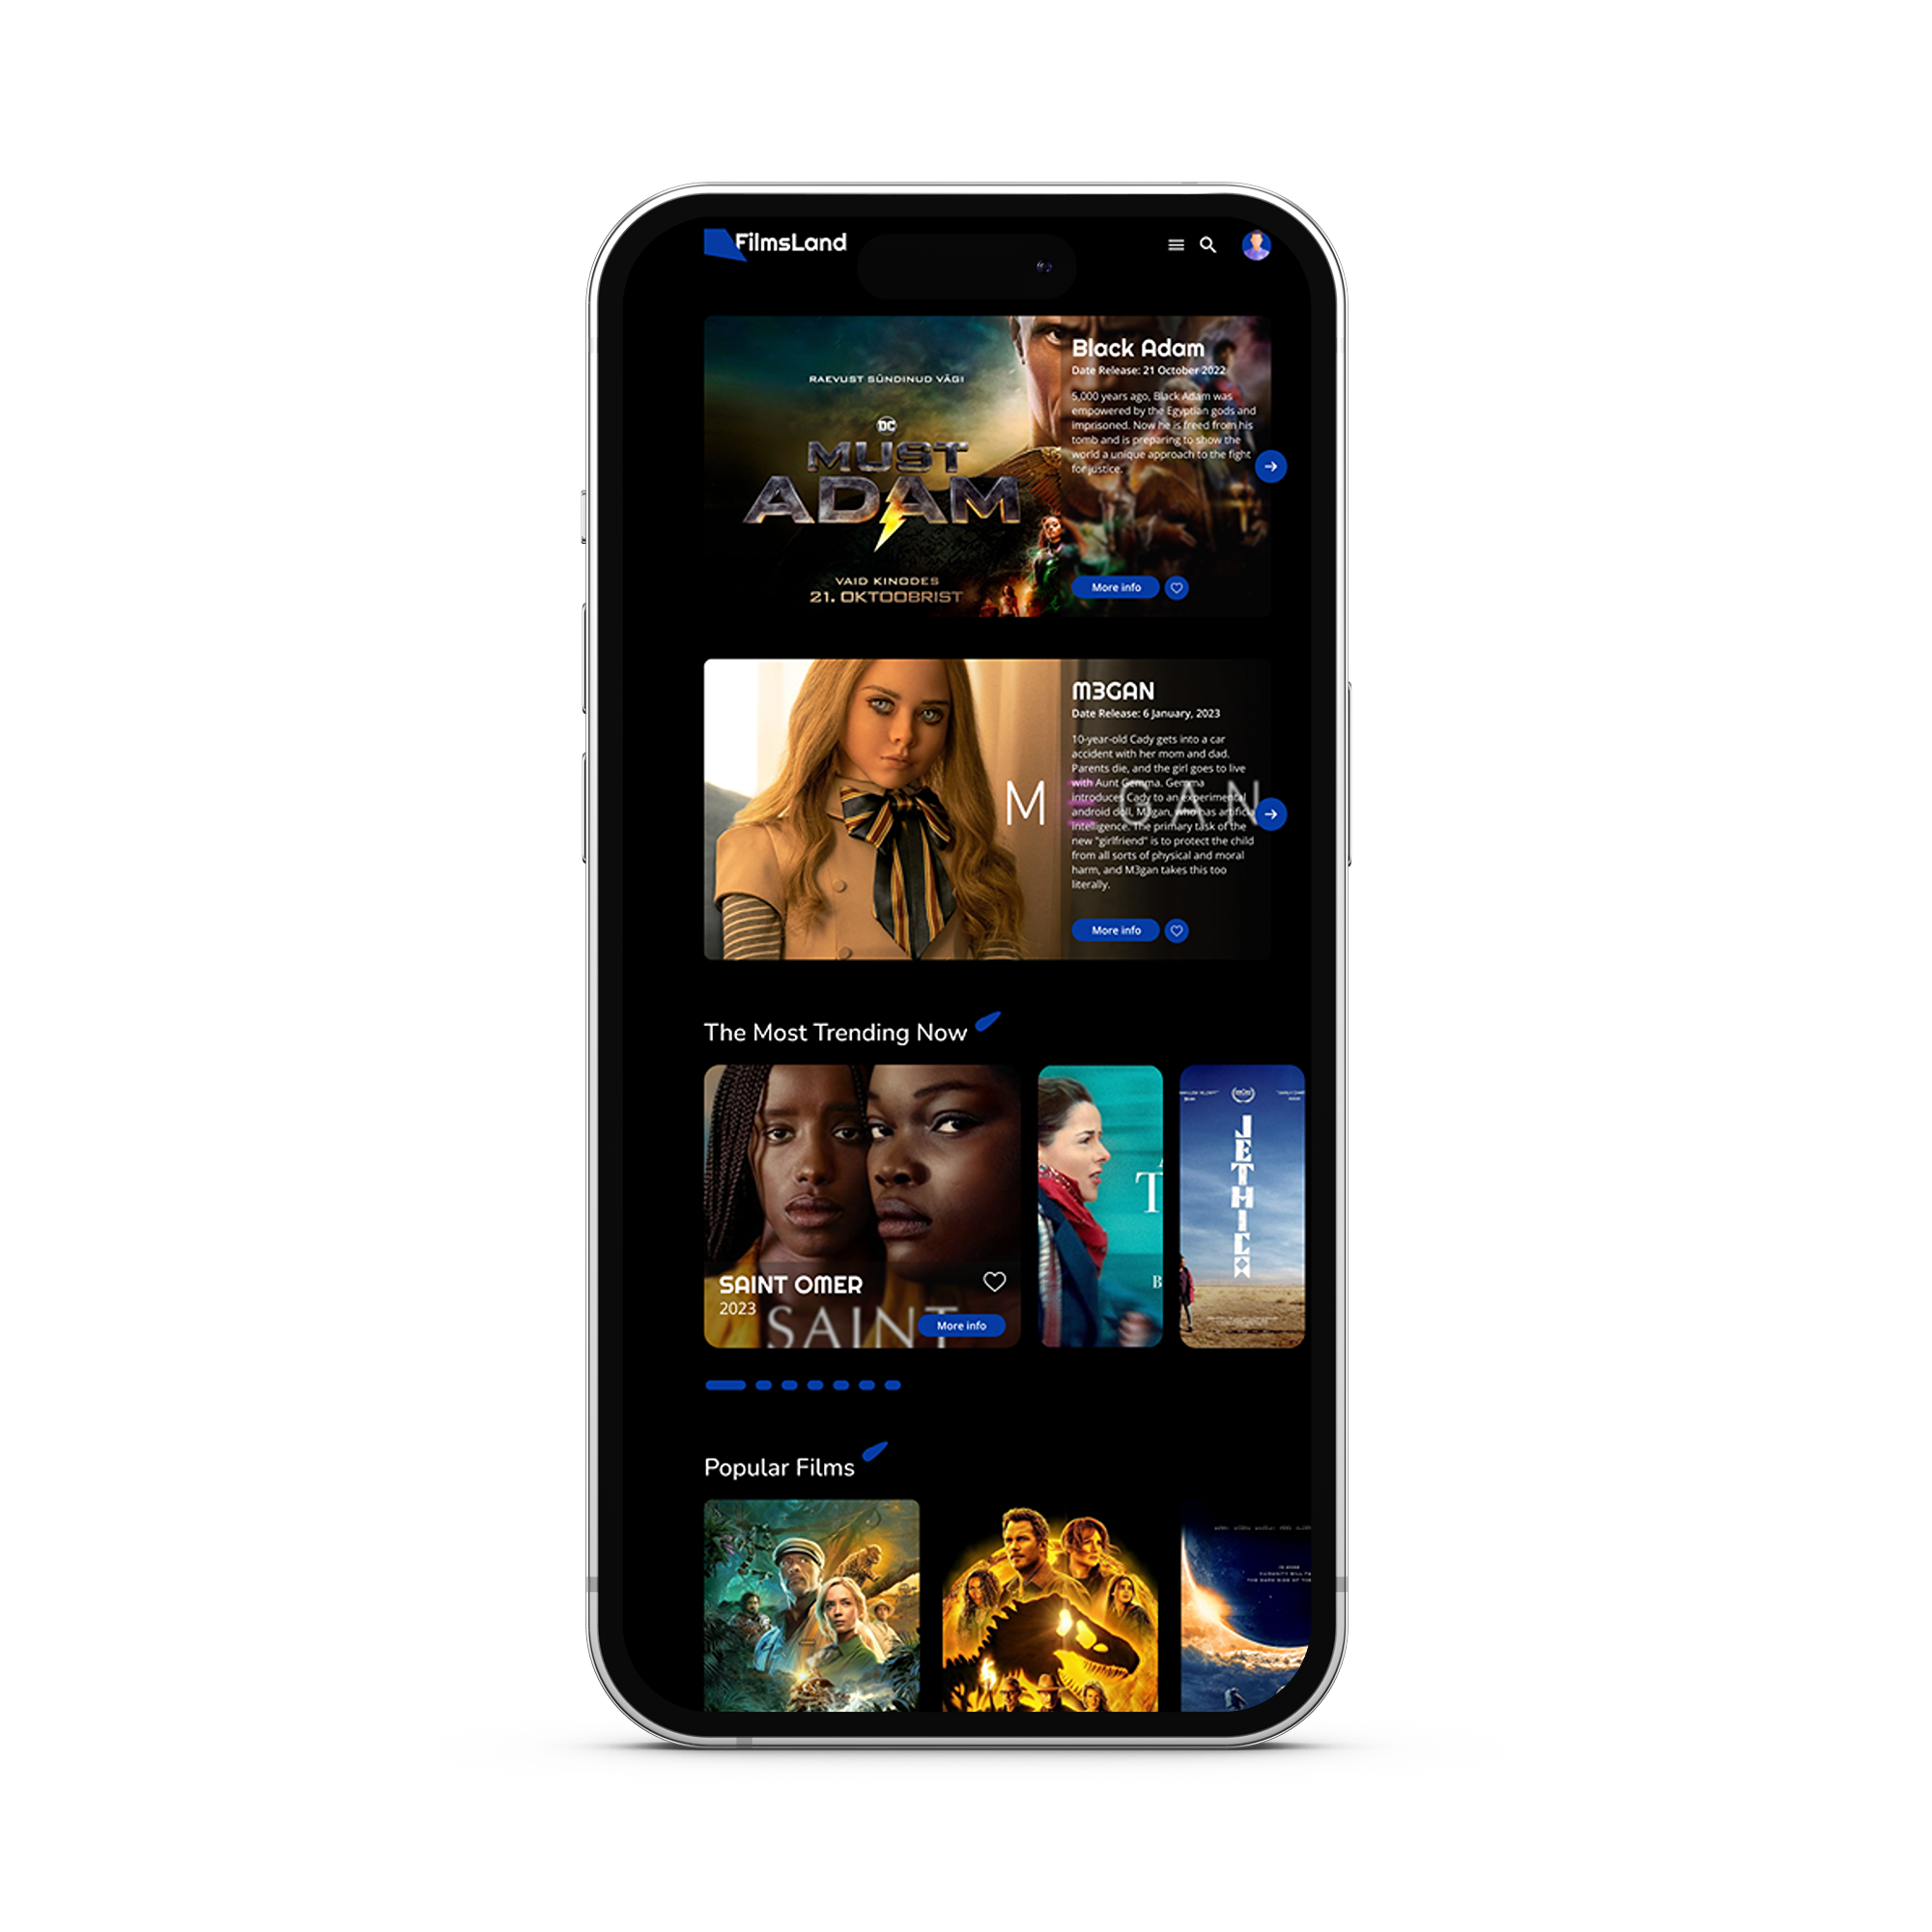 FilmsLand
RAEVUST SÜNDINUD VÄGI
DC
MUST
ADAM
VAID KINODES
21. OKTOOBRIST
Black Adam
Date Release: 21 October 2022
5,000 years ago, Black Adam was
empowered by the Egyptian gods and
imprisoned. Now he is freed from his
tomb and is preparing to show the
world a unique approach to the fight
for justice.
More info
M GAN
M3GAN
Date Release: 6 January, 2023
10-year-old Cady gets into a car
accident with her mom and dad.
Parents die, and the girl goes to live
with Aunt Gemma. Gemma
introduces Cady to an experimental
android doll, M3gan, who has artificial
intelligence. The primary task of the
new "girlfriend" is to protect the child
from all sorts of physical and moral
harm, and M3gan takes this too
literally.
More info
The Most Trending Now
SAINT OMER
2023
SAINT
More info
T
B
JETHICA
Popular Films